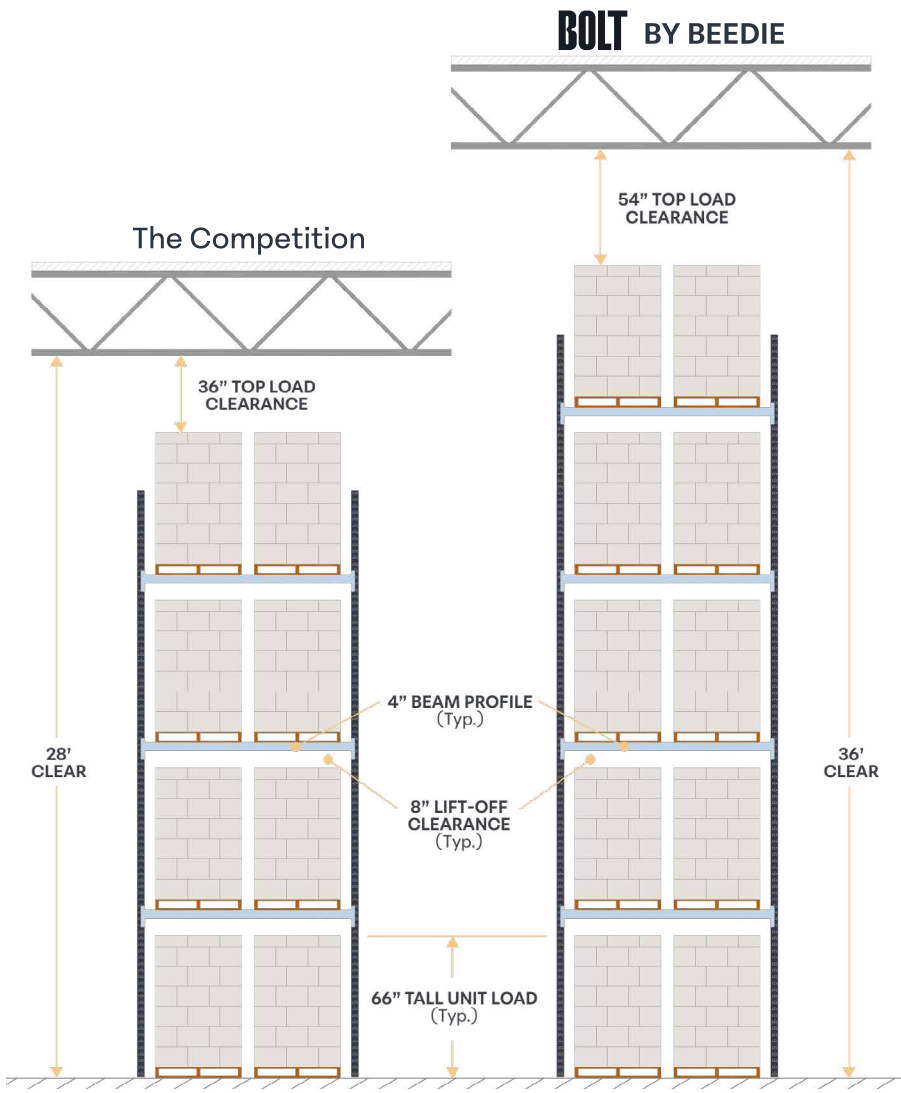 BOLT BY BEEDIE
54” TOP LOAD
CLEARANCE
The Competition
36” TOP LOAD
CLEARANCE
4” BEAM PROFILE
(Typ.)
28’
CLEAR
36’
CLEAR
8” LIFT-OFF
CLEARANCE
(Typ.)
66” TALL UNIT LOAD
(Typ.)